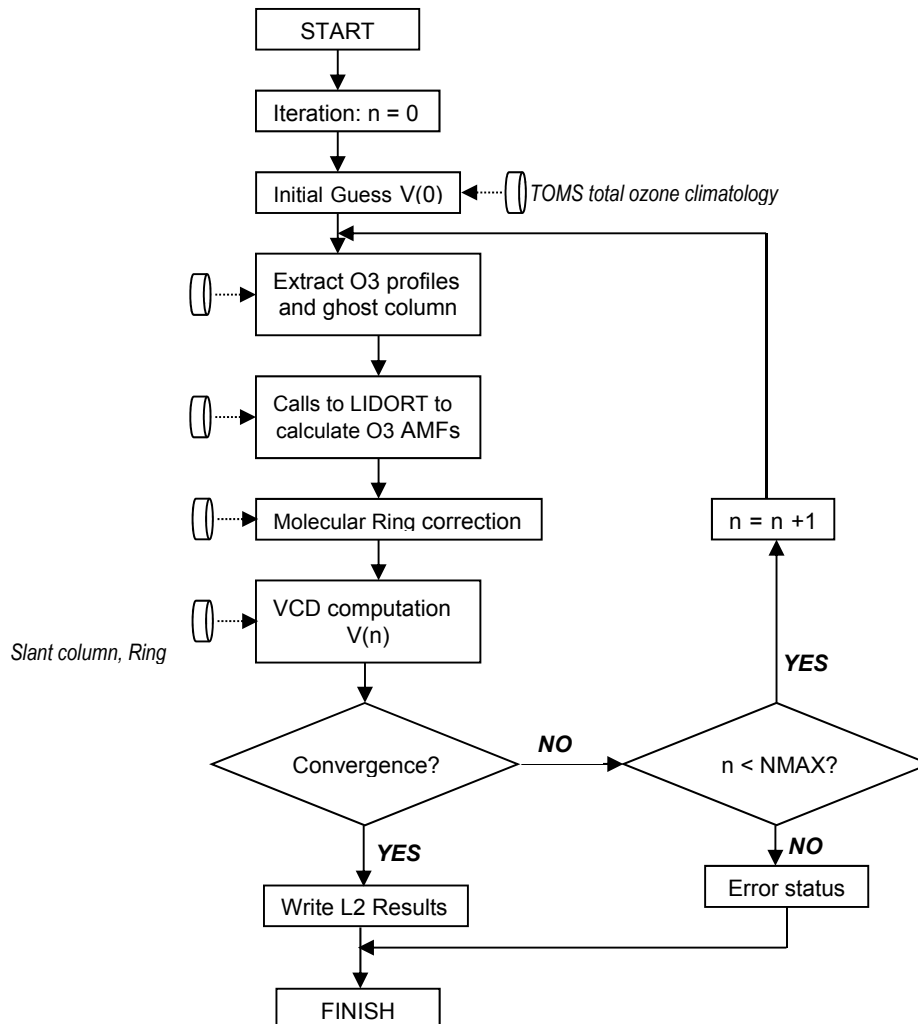 START
Iteration: n = 0
Initial Guess V(0)
TOMS total ozone climatology
Extract O3 profiles
and ghost column
Calls to LIDORT to
calculate O3 AMFs
Molecular Ring correction
n = n +1
VCD computation
V(n)
Slant column, Ring
YES
NO
Convergence?
n < NMAX?
YES
NO
Write L2 Results
Error status
FINISH